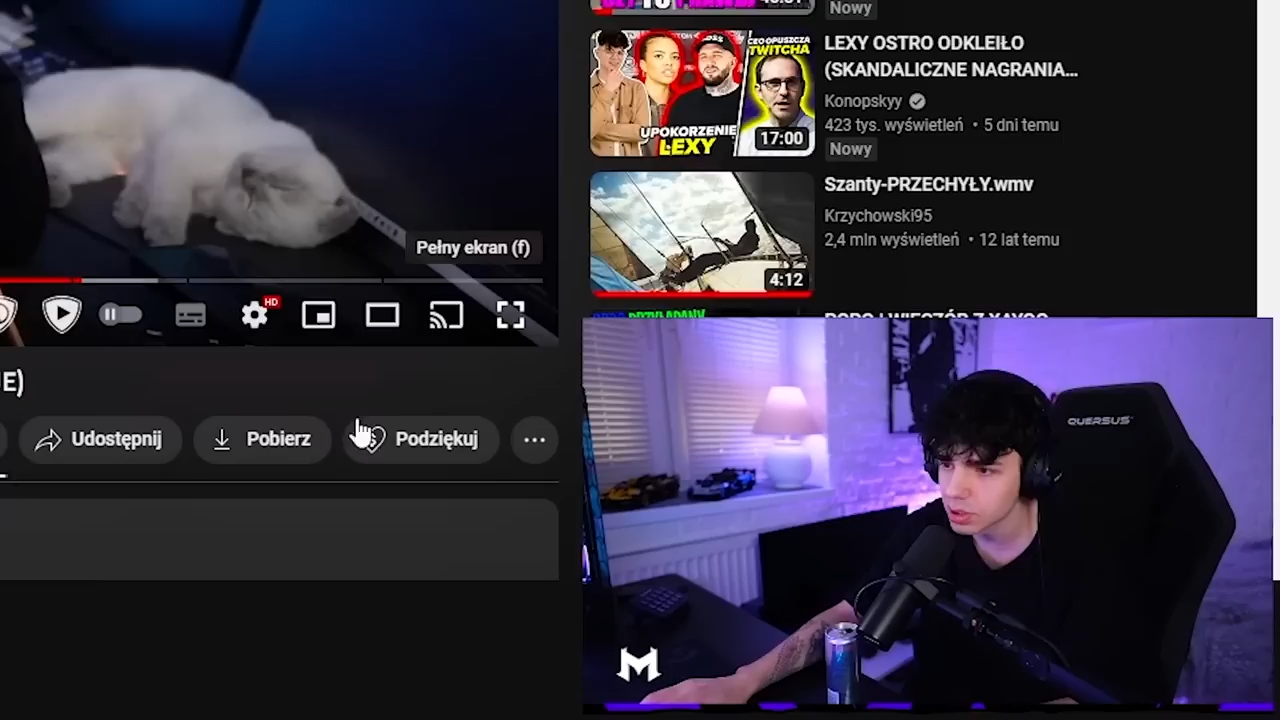 Nowy
CEO OPUSZCZA
TWITCHA
UPOKORZENIE
LEXY
17:00
LEXY OSTRO ODKLEIŁO
(SKANDALICZNE NAGRANIA…
Konopskyy
423 tys. wyświetleń • 5 dni temu
Nowy
4:12
Szanty-PRZECHYŁY.wmv
Krzychowski95
2,4 mln wyświetleń • 12 lat temu
Pełny ekran (f)
HD
E)
Udostępnij
Pobierz
Podziękuj
QUERSUS
M